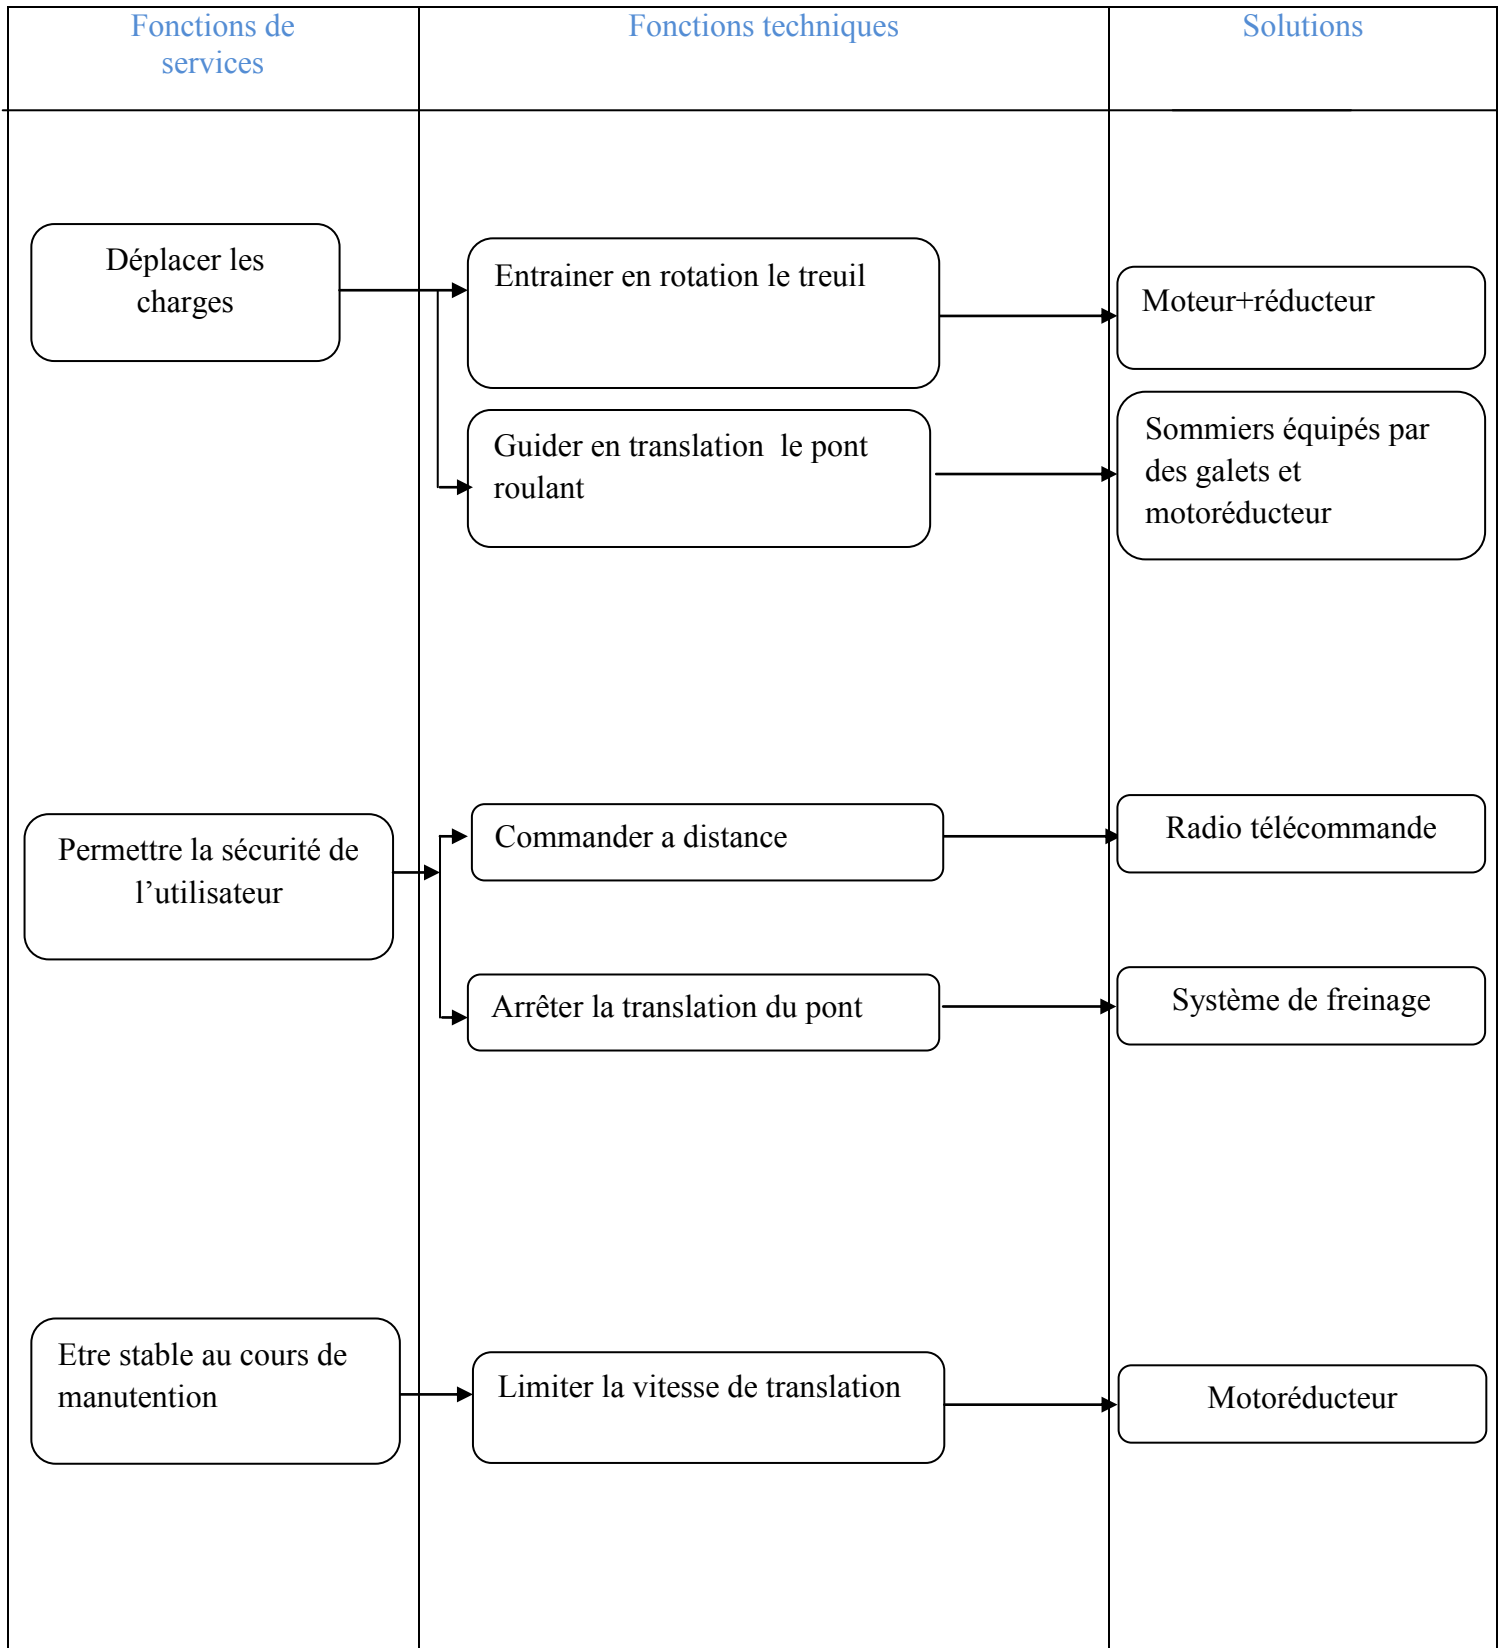 Fonctions de
services
Fonctions techniques
Solutions
Déplacer les
charges
Entrainer en rotation le treuil
Moteur+réducteur
Guider en translation  le pont
roulant
Sommiers équipés par
des galets et
motoréducteur
Permettre la sécurité de
l’utilisateur
Commander a distance
Radio télécommande
Arrêter la translation du pont
Système de freinage
Etre stable au cours de
manutention
Limiter la vitesse de translation
Motoréducteur